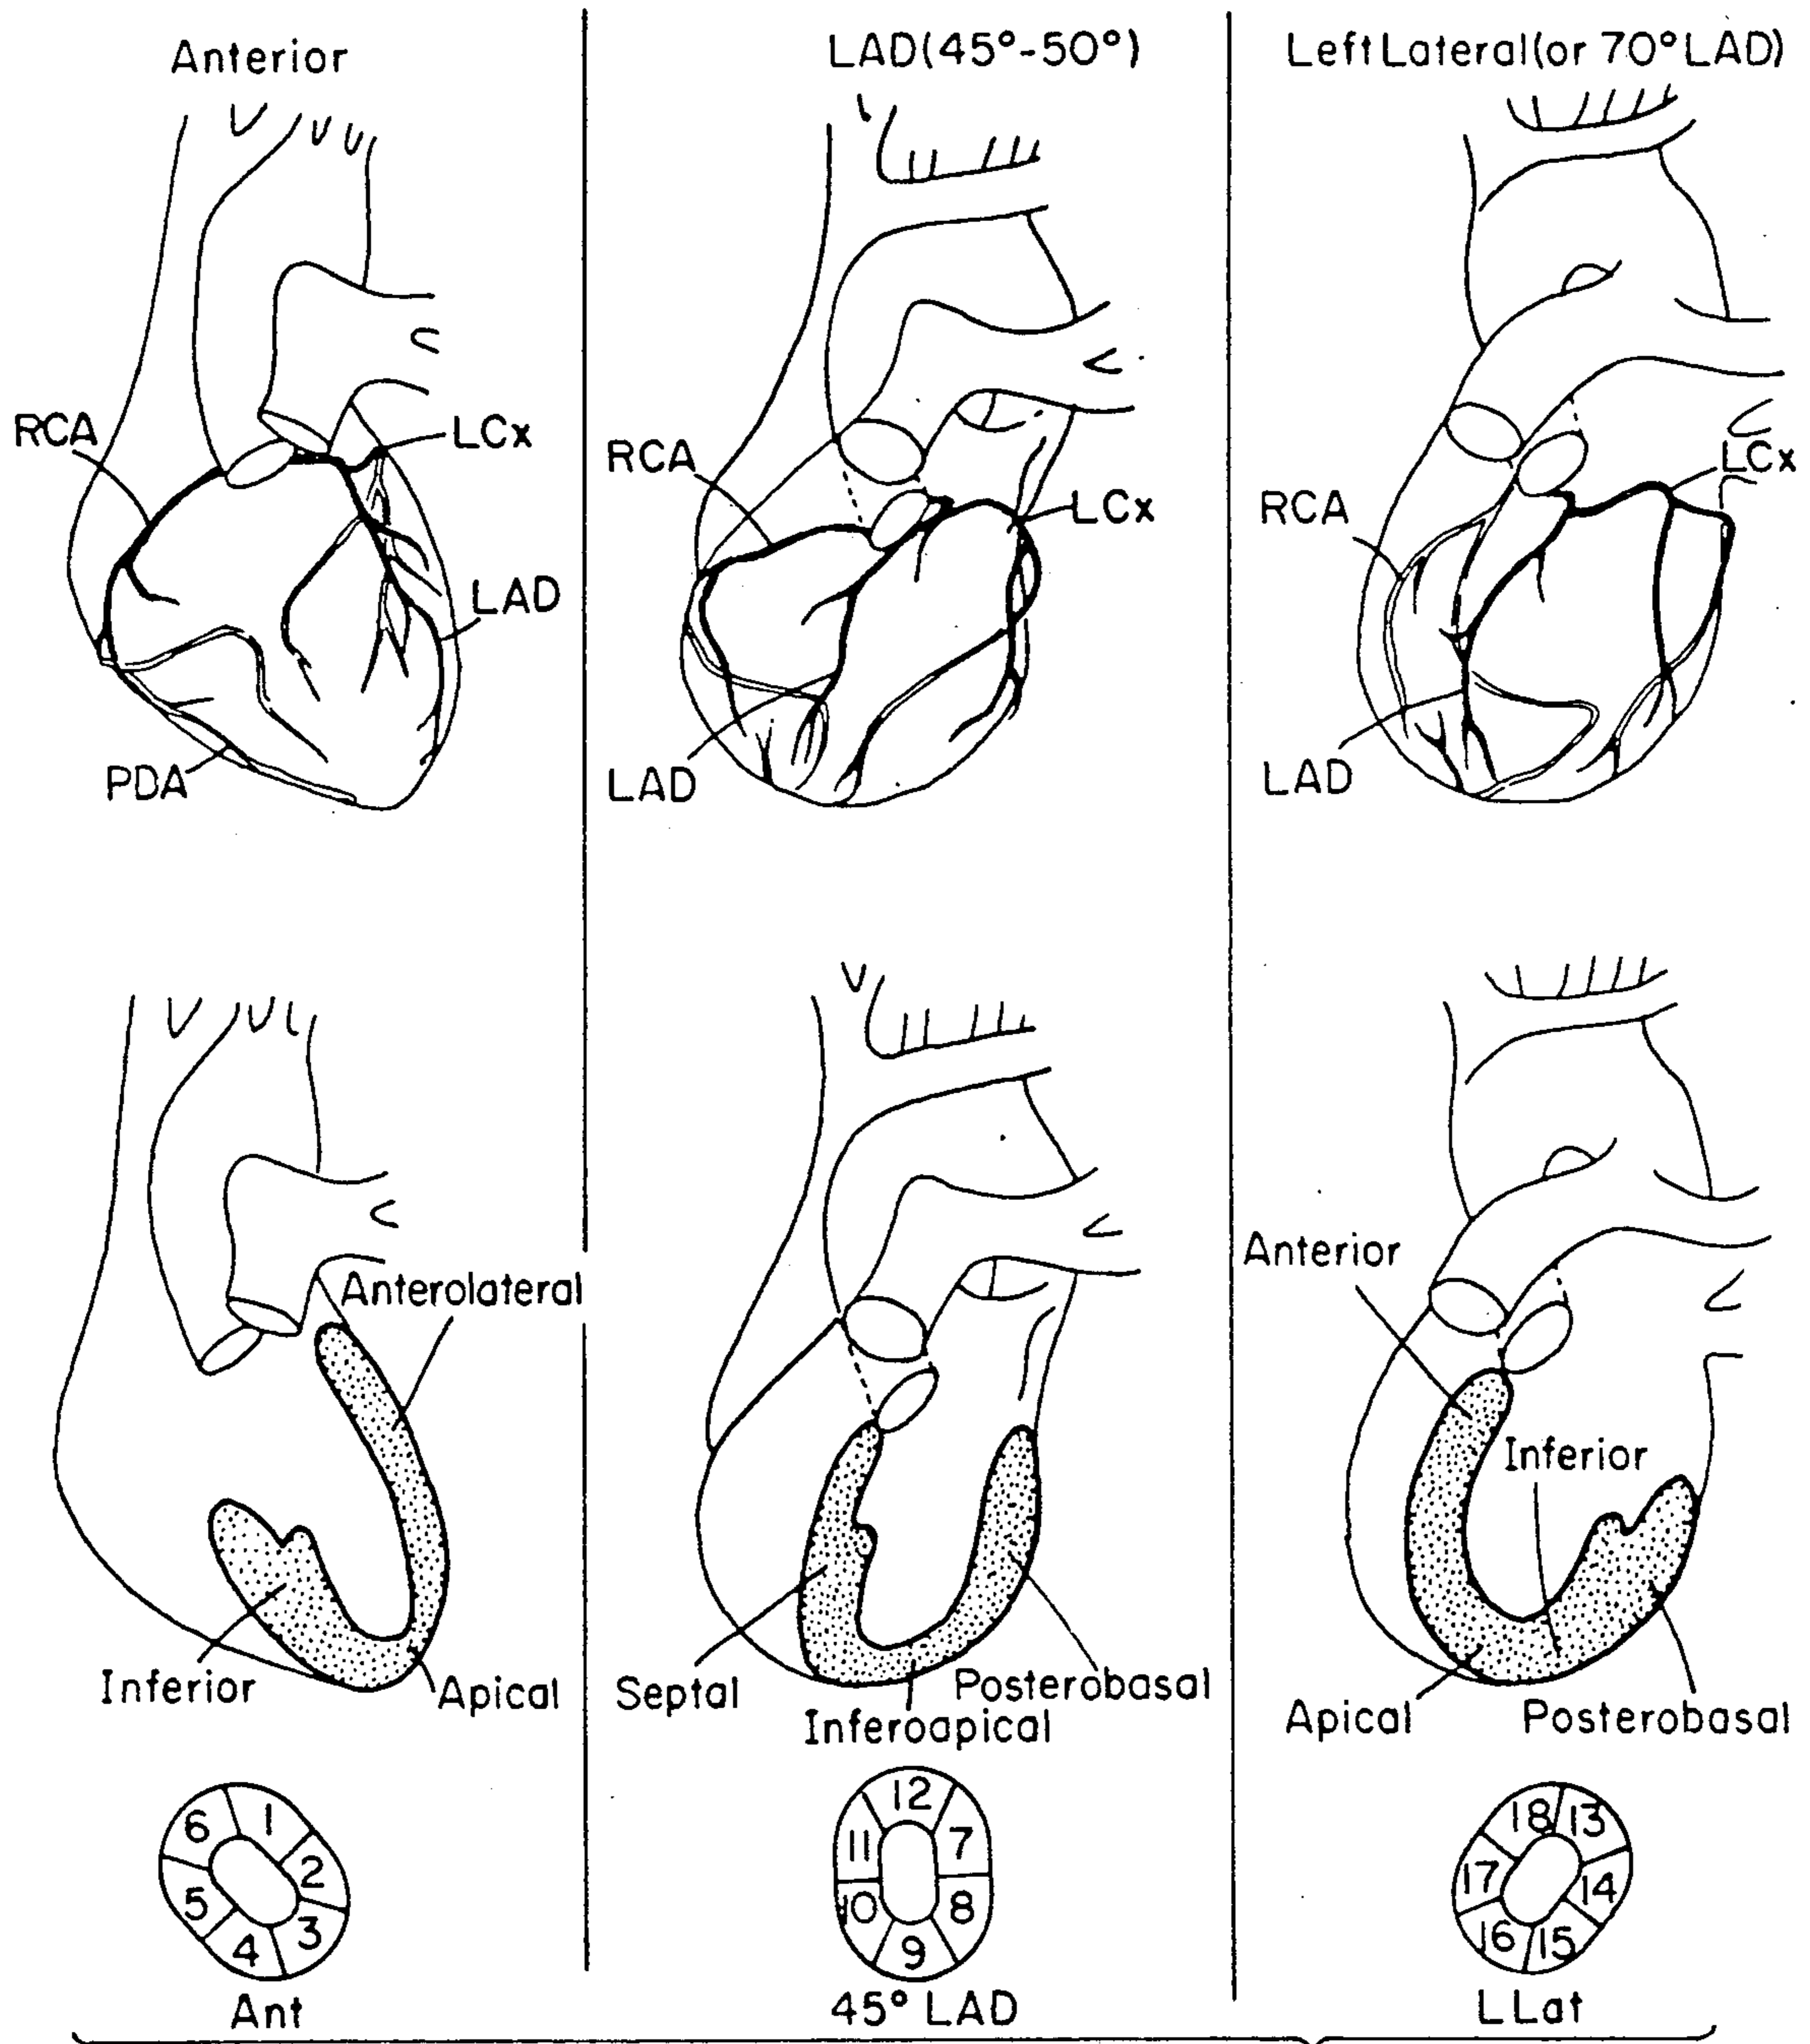 Anterior
RCA
LCx
LAD
PDA
LAD(45°-50°)
RCA
LCx
LAD
Left Lateral(or 70° LAD)
LCx
RCA
LAD
Anterolateral
Inferior
Apical
Septal
Posterobasal
Inferoapical
Anterior
Inferior
Apical
Posterobasal
6 1
2
5
3
4
Ant
12
11 7
10 8
9
45° LAD
18 13
17 14
16 15
LLat